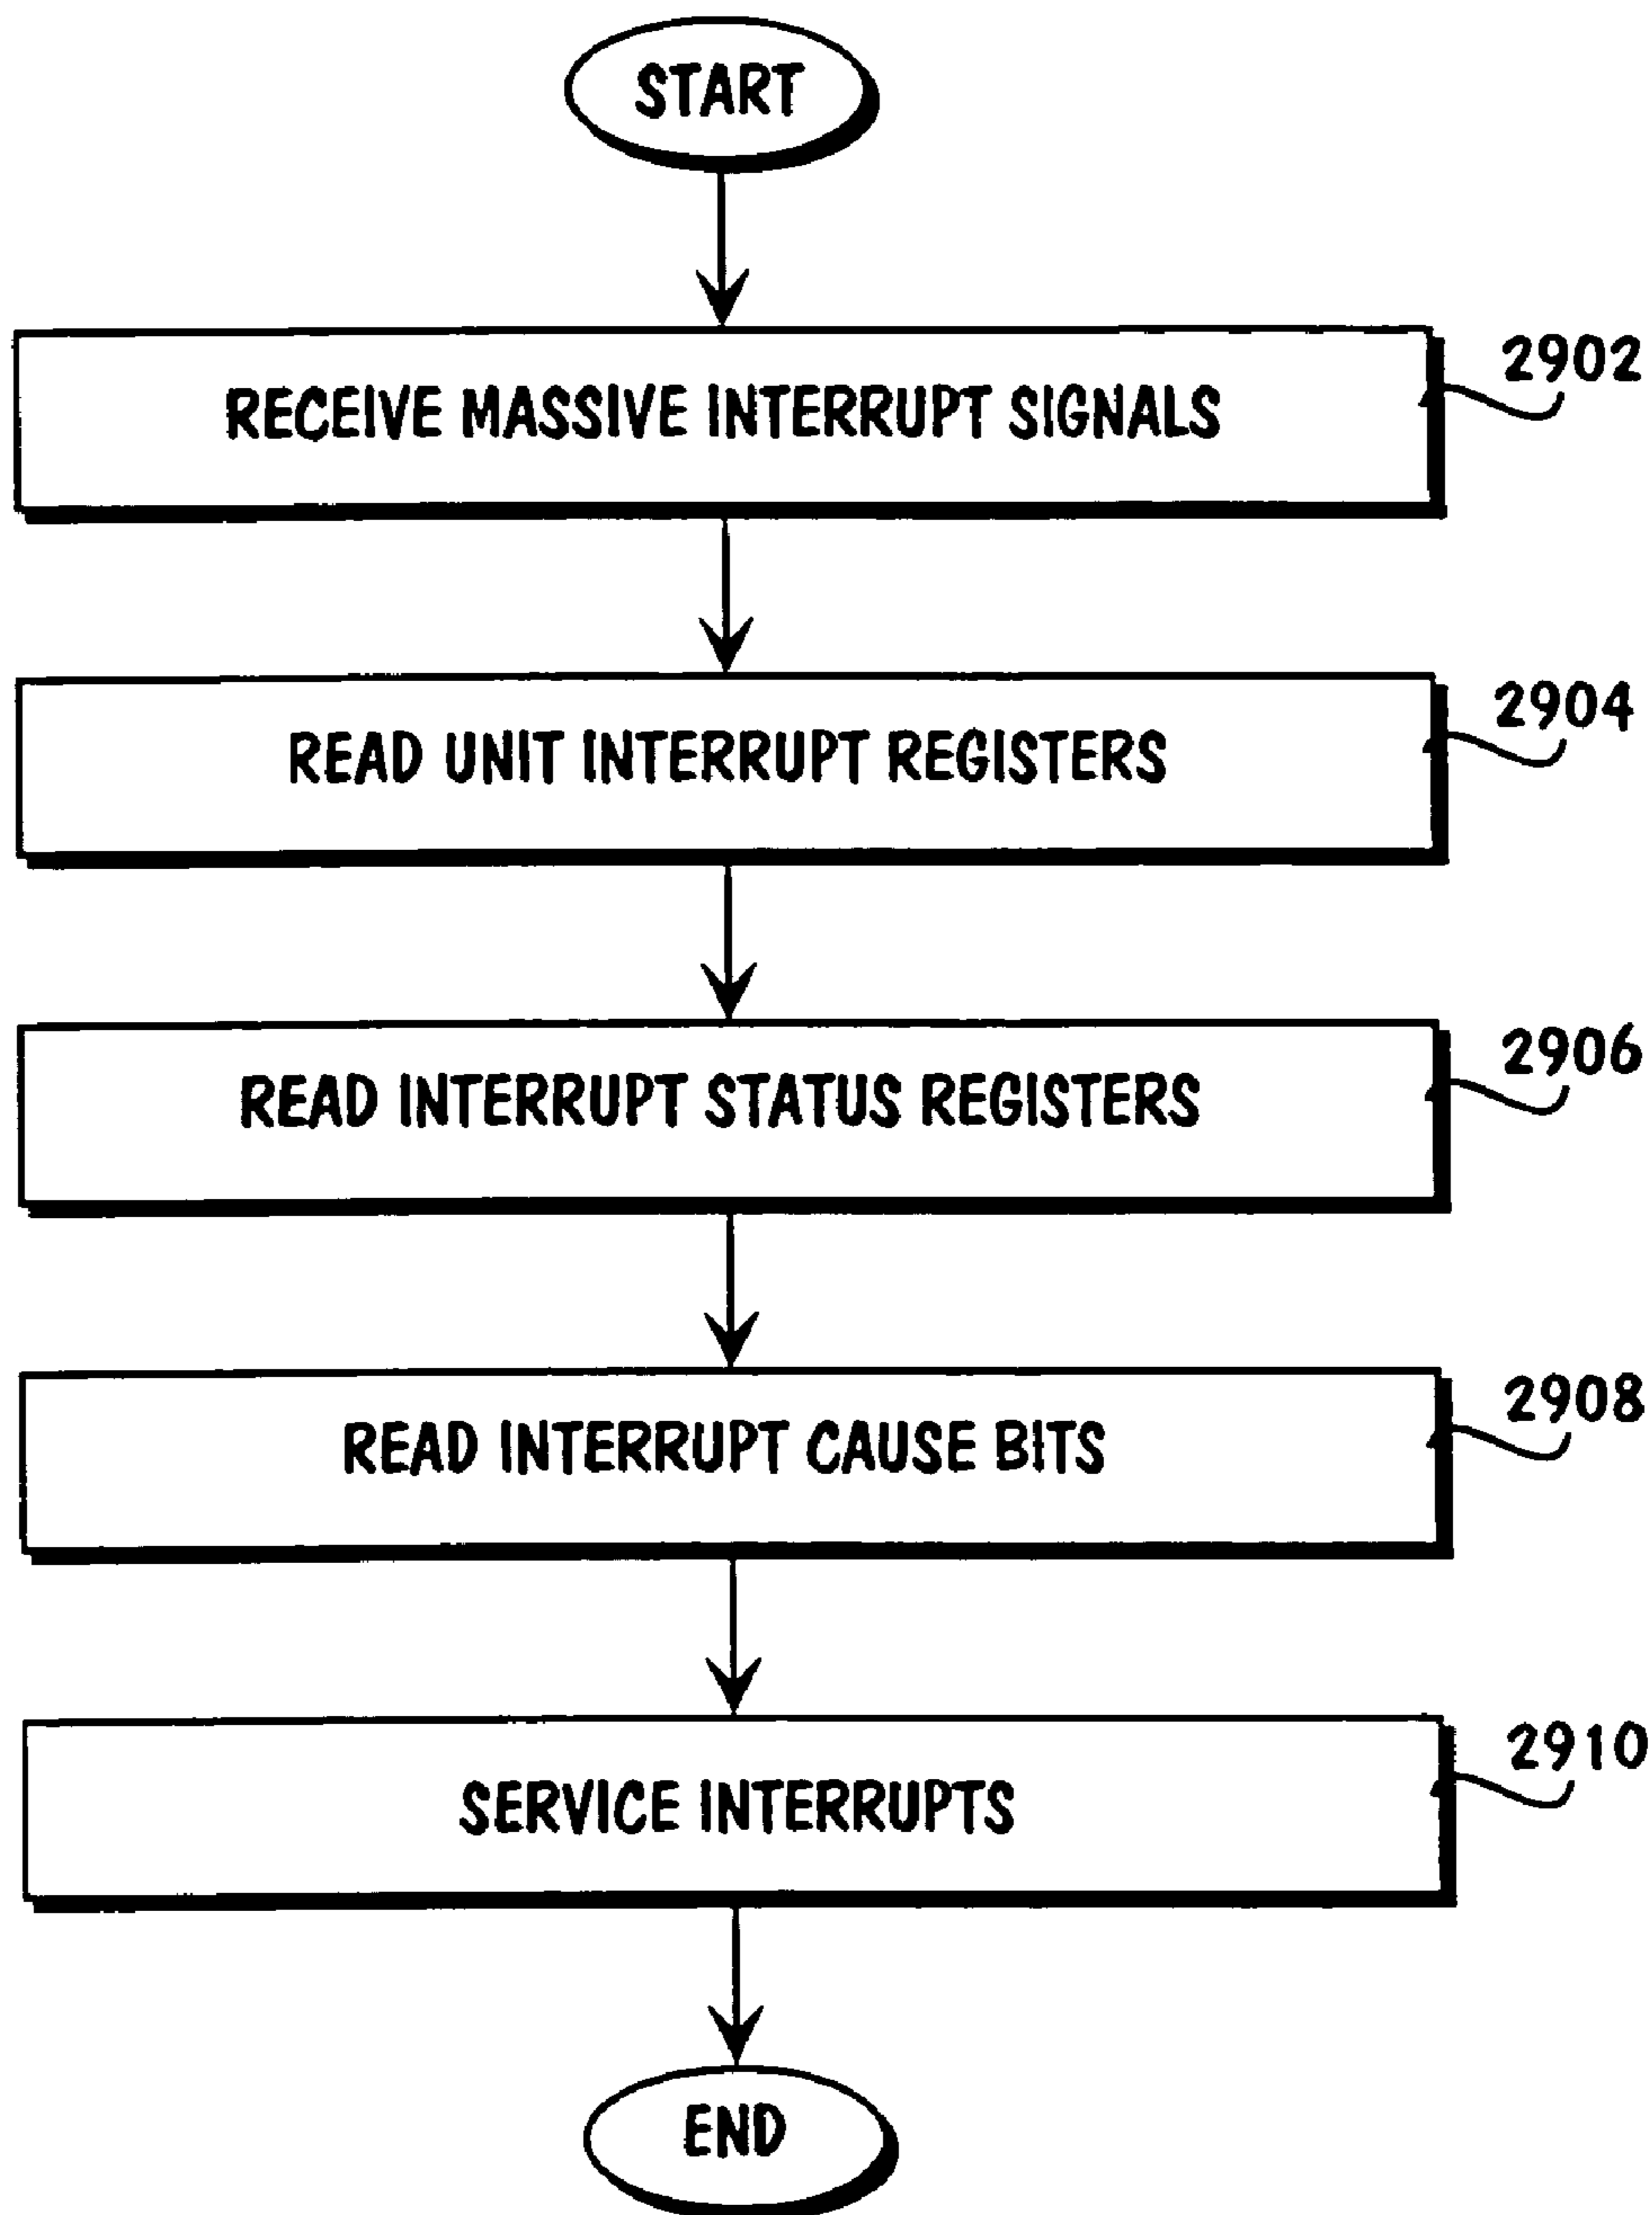 START
RECEIVE MASSIVE INTERRUPT SIGNALS
2902
READ UNIT INTERRUPT REGISTERS
2904
READ INTERRUPT STATUS REGISTERS
2906
READ INTERRUPT CAUSE BITS
2908
SERVICE INTERRUPTS
2910
END